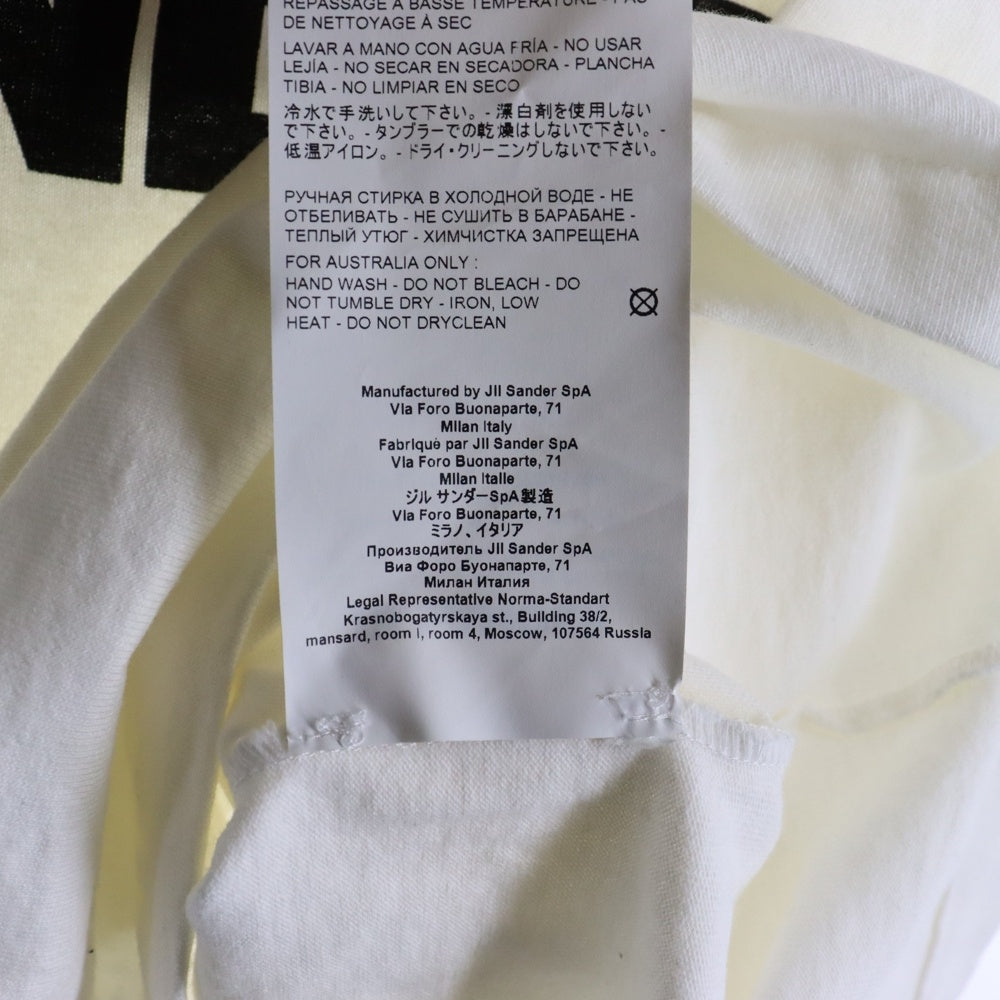 REPASSAGE À BASSE TEMPÉRATURE - PAS
DE NETTOYAGE À SEC
LAVAR A MANO CON AGUA FRÍA - NO USAR
LEJÍA - NO SECAR EN SECADORA - PLANCHA
TIBIA - NO LIMPIAR EN SECO
冷水で手洗いして下さい。- 漂白剤を使用しない
で下さい。- タンブラーでの乾燥はしないで下さい。-
低温アイロン。- ドライ・クリーニングしないで下さい。
РУЧНАЯ СТИРКА В ХОЛОДНОЙ ВОДЕ - НЕ
ОТБЕЛИВАТЬ - НЕ СУШИТЬ В БАРАБАНЕ -
ТЕПЛЫЙ УТЮГ - ХИМЧИСТКА ЗАПРЕЩЕНА
FOR AUSTRALIA ONLY :
HAND WASH - DO NOT BLEACH - DO
NOT TUMBLE DRY - IRON, LOW
HEAT - DO NOT DRYCLEAN
Manufactured by Jil Sander SpA
Via Foro Buonaparte, 71
Milan Italy
Fabriquè par Jil Sander SpA
Via Foro Buonaparte, 71
Milan Italie
ジル サンダーSpA製造
Via Foro Buonaparte, 71
ミラノ、イタリア
Производитель Jil Sander SpA
Виа Форо Буонапарте, 71
Милан Италия
Legal Representative Norma-Standart
Krasnobogatyrskaya st., Building 38/2,
mansard, room I, room 4, Moscow, 107564 Russia